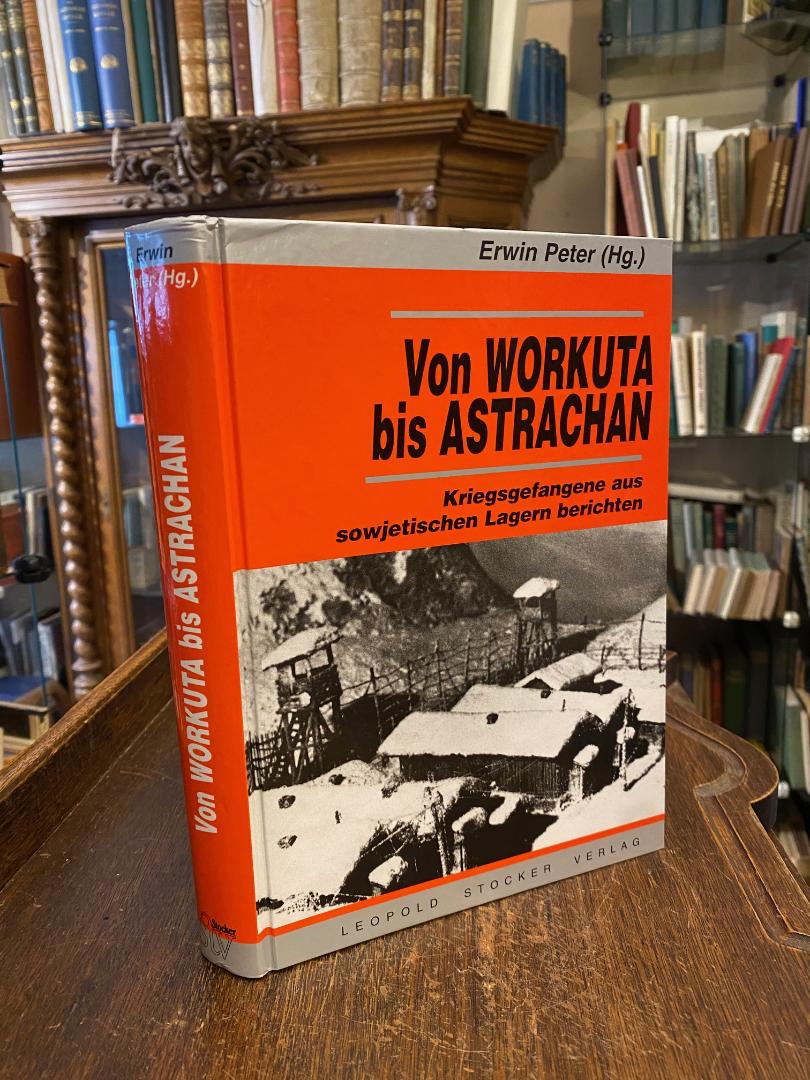 Erwin Peter (Hg.)
Von WORKUTA
bis ASTRACHAN
Kriegsgefangene aus
sowjetischen Lagern berichten
LEOPOLD STOCKER VERLAG
Erwin
eter (Hg.)
Von WORKUTA bis ASTRACHAN
Stocker